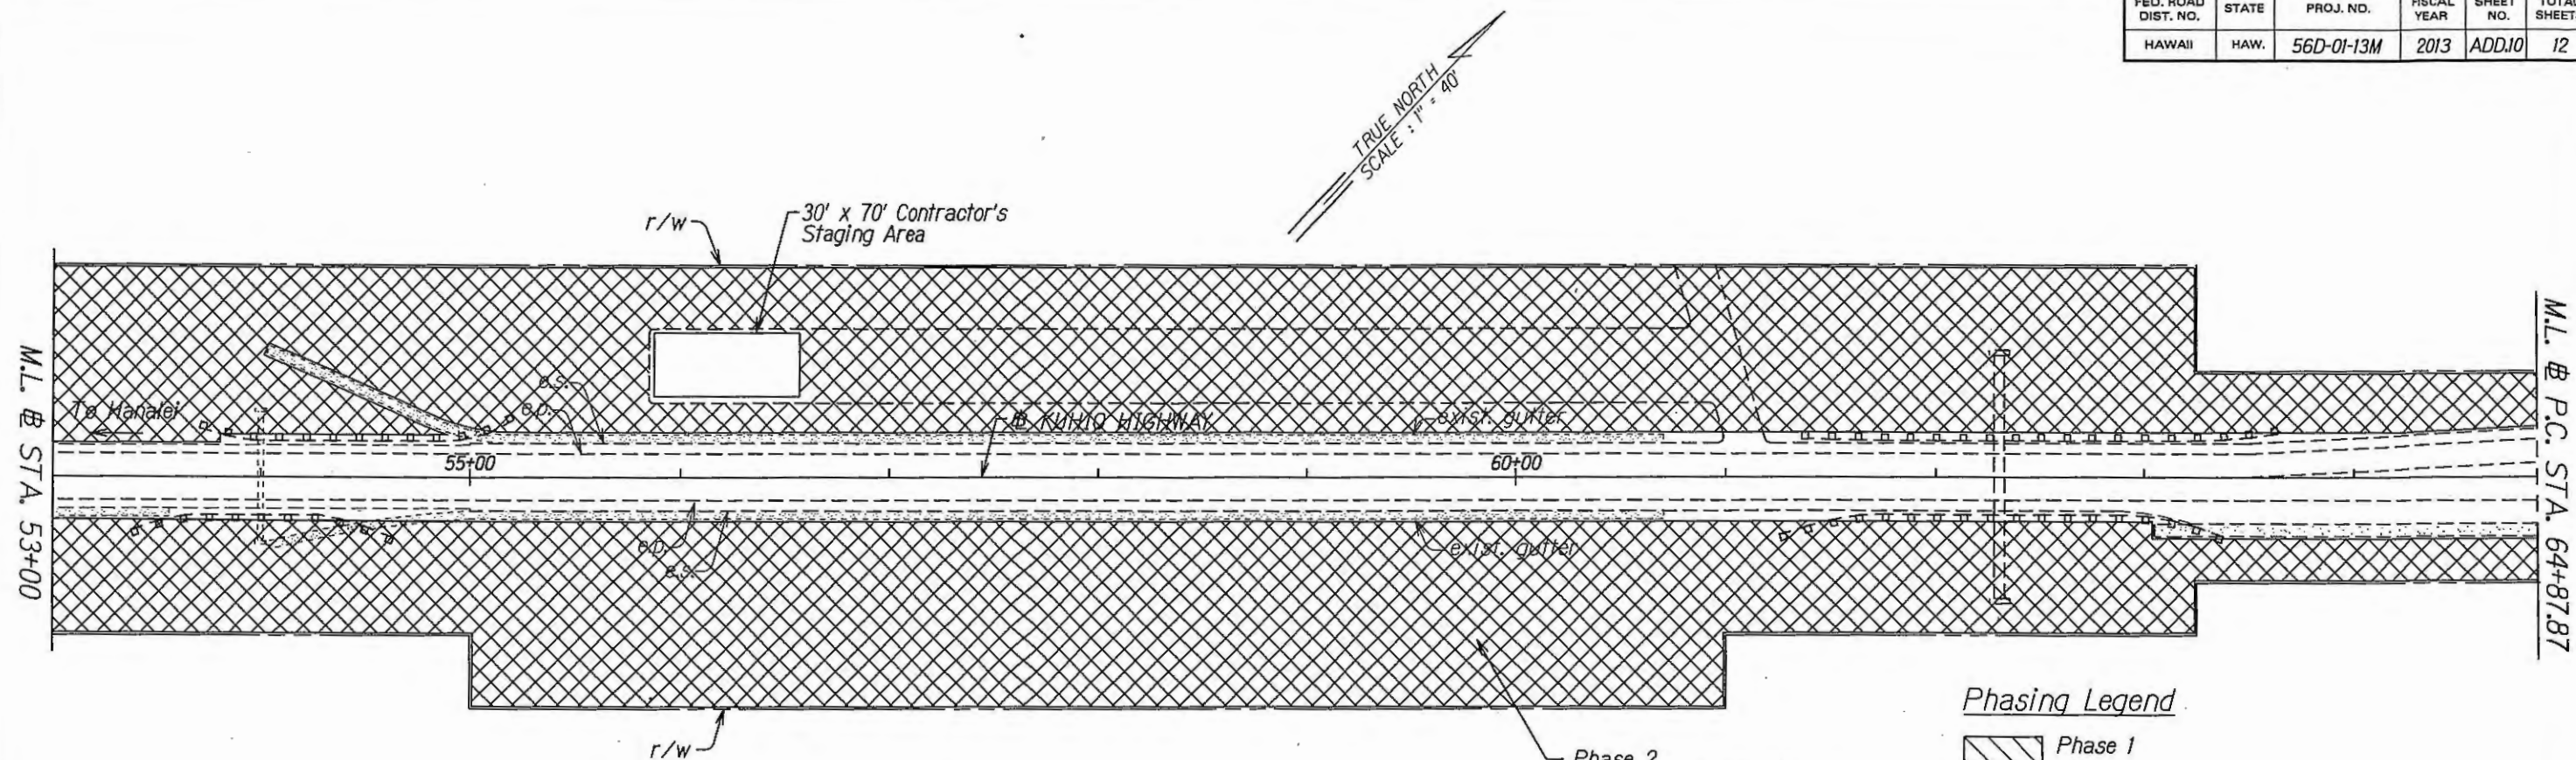 FED. ROAD DIST. NO. STATE PROJ. NO. FISCAL YEAR SHEET NO. TOTAL SHEETS
HAWAII HAW. 56D-01-13M 2013 ADD.10 12
TRUE NORTH
SCALE : 1" = 40'
r/w
30' x 70' Contractor's
Staging Area
M.L. ₧ STA. 53+00
To Hanalei
e.s.
e.p.
KUHIO HIGHWAY
exist. gutter
55+00
60+00
e.p.
e.s.
exist. gutter
M.L. P.C. STA. 64+87.87
r/w
Phase 2
Phasing Legend
Phase 1